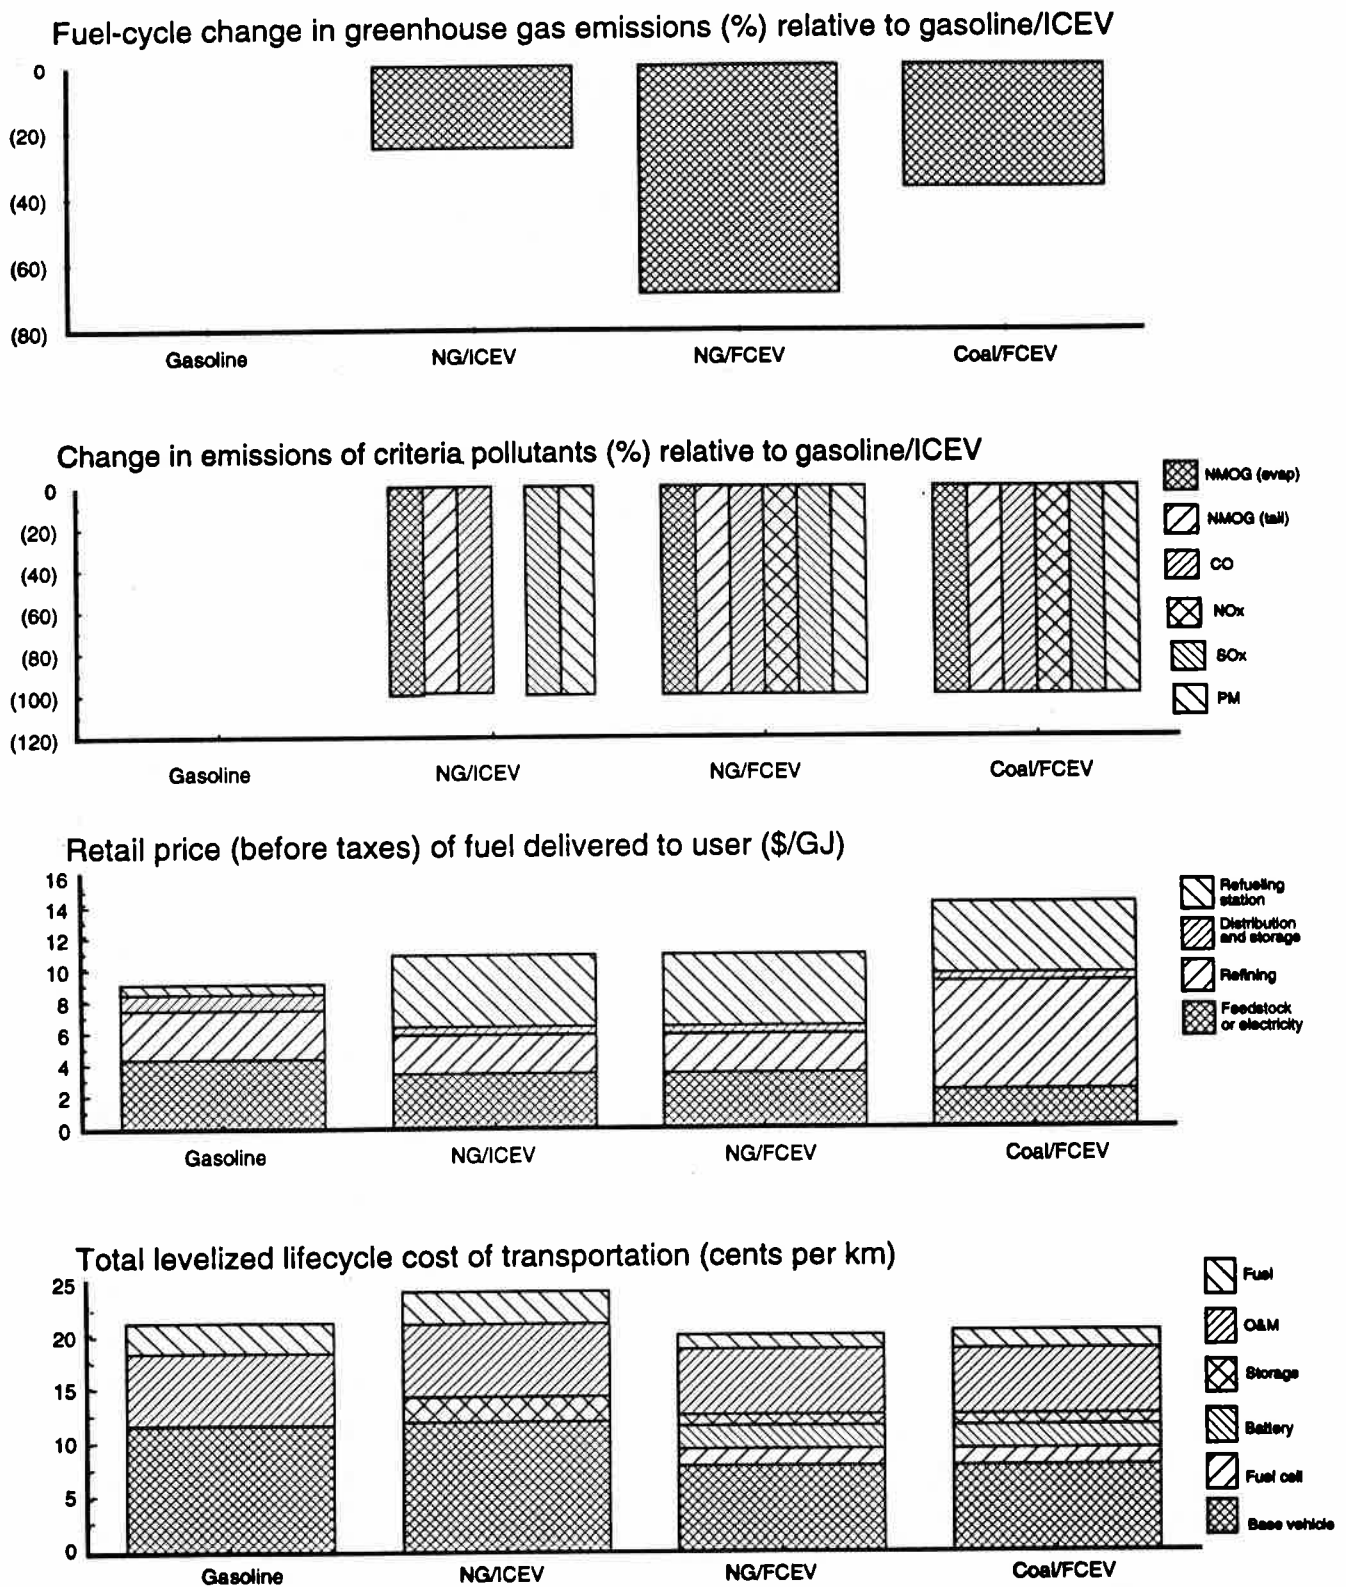 Fuel-cycle change in greenhouse gas emissions (%) relative to gasoline/ICEV
0
(20)
(40)
(60)
(80)
Gasoline
NG/ICEV
NG/FCEV
Coal/FCEV
Change in emissions of criteria pollutants (%) relative to gasoline/ICEV
0
(20)
(40)
(60)
(80)
(100)
(120)
Gasoline
NG/ICEV
NG/FCEV
Coal/FCEV
NMOG (evap)
NMOG (tail)
CO
NOx
SOx
PM
Retail price (before taxes) of fuel delivered to user ($/GJ)
16
14
12
10
8
6
4
2
0
Gasoline
NG/ICEV
NG/FCEV
Coal/FCEV
Refueling
station
Distribution
and storage
Refining
Feedstock
or electricity
Total levelized lifecycle cost of transportation (cents per km)
25
20
15
10
5
0
Gasoline
NG/ICEV
NG/FCEV
Coal/FCEV
Fuel
O&M
Storage
Battery
Fuel cell
Base vehicle